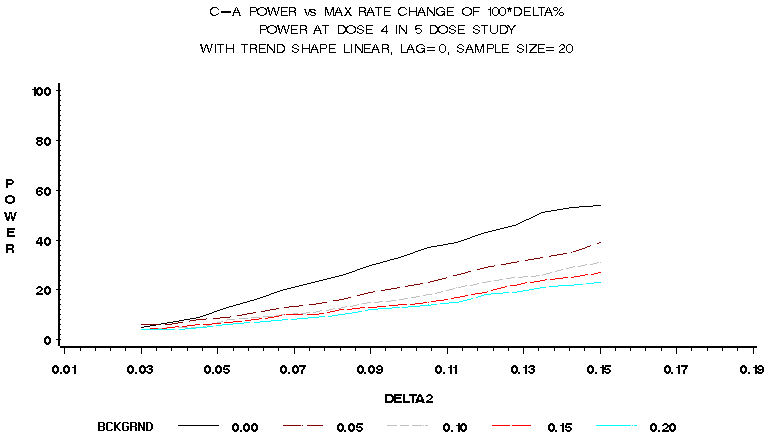 C-A POWER vs MAX RATE CHANGE OF 100*DELTA%
POWER AT DOSE 4 IN 5 DOSE STUDY
WITH TREND SHAPE LINEAR, LAG=0, SAMPLE SIZE=20
100
80
60
40
20
0
POWER
0.01 0.03 0.05 0.07 0.09 0.11 0.13 0.15 0.17 0.19
DELTA2
BCKGRND 0.00 0.05 0.10 0.15 0.20